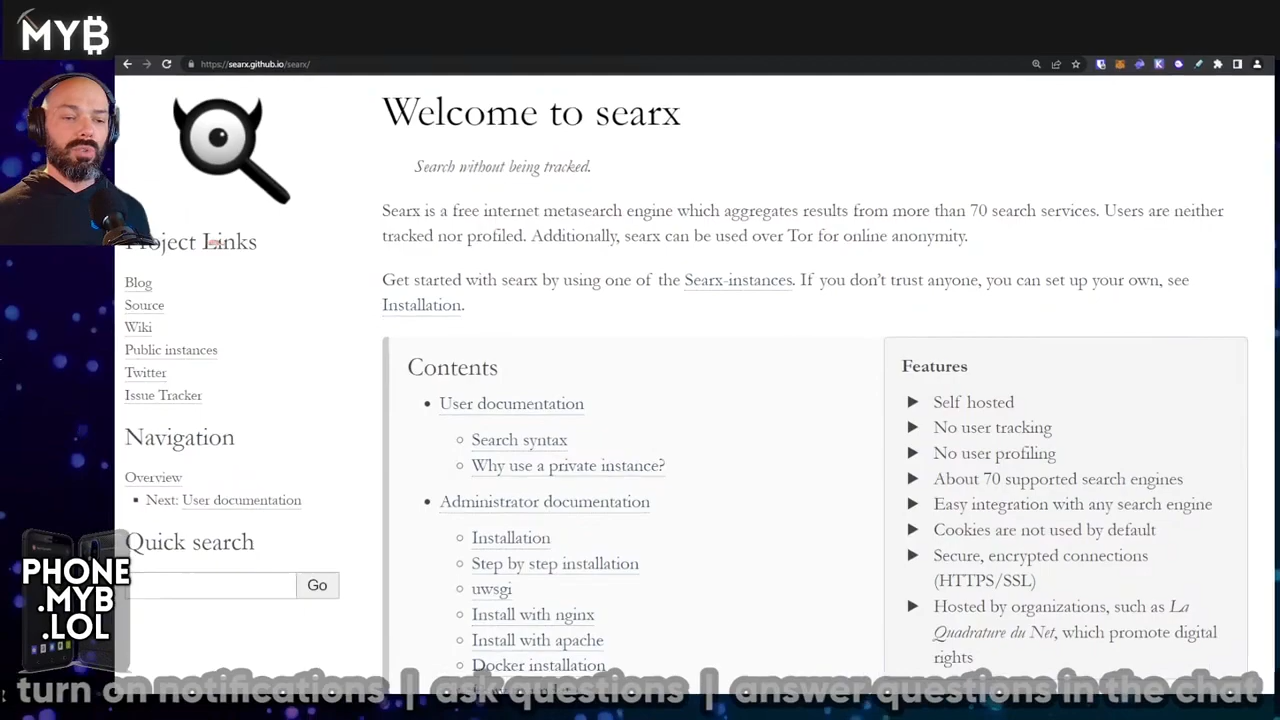 MYB
https://searx.github.io/searx/
Project Links
Blog
Source
Wiki
Public instances
Twitter
Issue Tracker
Navigation
Overview
Next: User documentation
Quick search
Go
Welcome to searx
Search without being tracked.
Searx is a free internet metasearch engine which aggregates results from more than 70 search services. Users are neither
tracked nor profiled. Additionally, searx can be used over Tor for online anonymity.
Get started with searx by using one of the Searx-instances. If you don't trust anyone, you can set up your own, see
Installation.
Contents
User documentation
Search syntax
Why use a private instance?
Administrator documentation
Installation
Step by step installation
uwsgi
Install with nginx
Install with apache
Docker installation
Features
Self hosted
No user tracking
No user profiling
About 70 supported search engines
Easy integration with any search engine
Cookies are not used by default
Secure, encrypted connections
(HTTPS/SSL)
Hosted by organizations, such as La
Quadrature du Net, which promote digital
rights
PHONE
.MYB
.LOL
turn on notifications | ask questions | answer questions in the chat